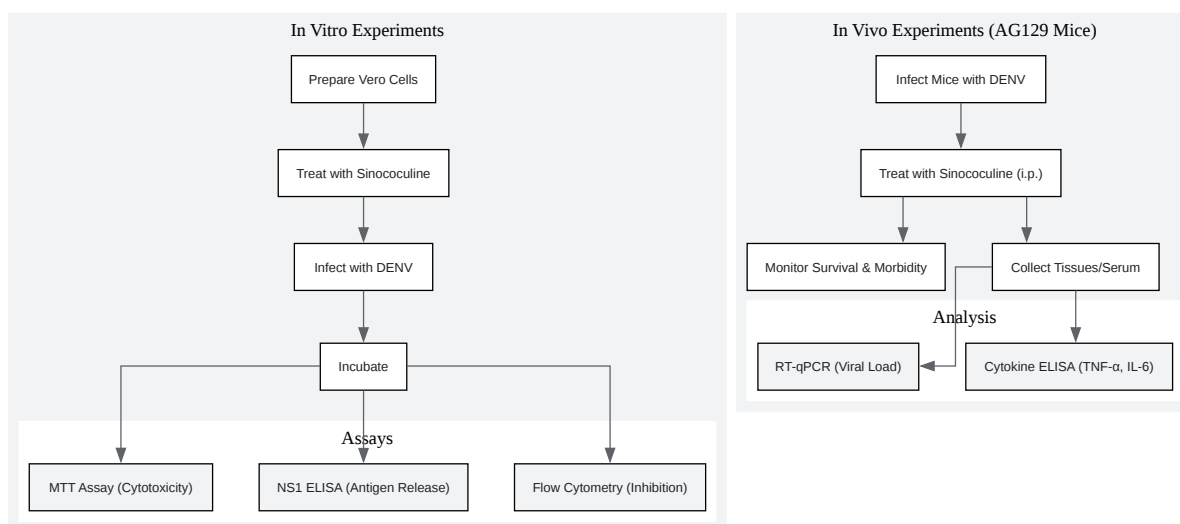 In Vitro Experiments
Prepare Vero Cells
Treat with Sinococuline
Infect with DENV
Incubate
Assays
MTT Assay (Cytotoxicity)
NS1 ELISA (Antigen Release)
Flow Cytometry (Inhibition)
In Vivo Experiments (AG129 Mice)
Infect Mice with DENV
Treat with Sinococuline (i.p.)
Monitor Survival & Morbidity
Collect Tissues/Serum
Analysis
RT-qPCR (Viral Load)
Cytokine ELISA (TNF-α, IL-6)